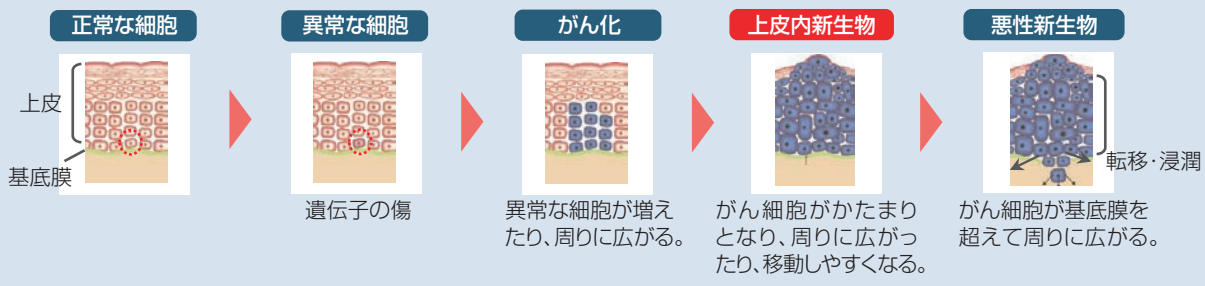 正常な細胞
異常な細胞
がん化
上皮内新生物
悪性新生物
上皮
基底膜
転移・浸潤
遺伝子の傷
異常な細胞が増え
たり、周りに広がる。
がん細胞がかたまり
となり、周りに広がっ
たり、移動しやすくなる。
がん細胞が基底膜を
超えて周りに広がる。